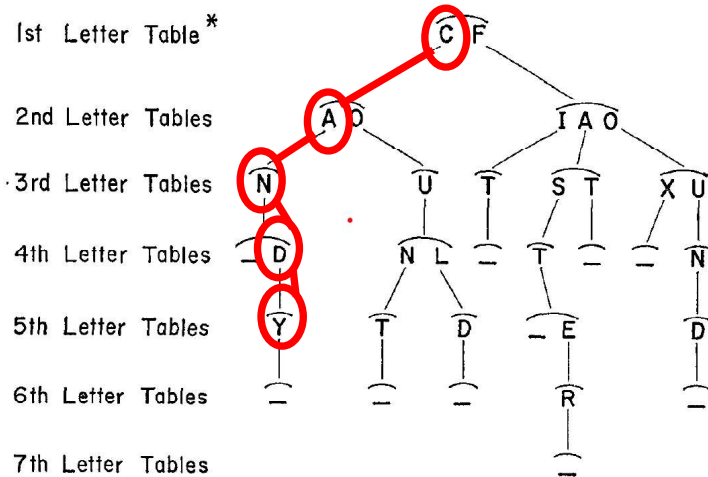 1st Letter Table * C F
2nd Letter Tables A O I A O
3rd Letter Tables N U T S T X U
4th Letter Tables _ D N L _ T _ _ N
5th Letter Tables Y T D _ E D
6th Letter Tables _ _ _ R _
7th Letter Tables _